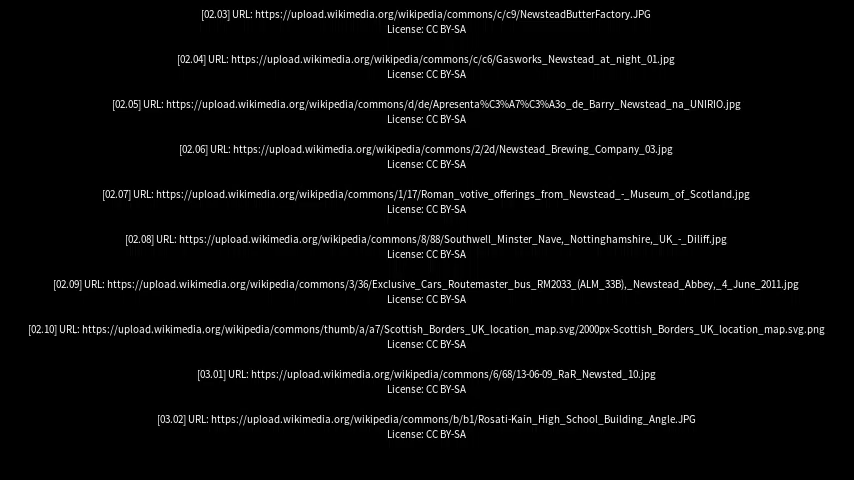 [02.03] URL: https://upload.wikimedia.org/wikipedia/commons/c/c9/NewsteadButterFactory.JPG
License: CC BY-SA
[02.04] URL: https://upload.wikimedia.org/wikipedia/commons/c/c6/Gasworks_Newstead_at_night_01.jpg
License: CC BY-SA
[02.05] URL: https://upload.wikimedia.org/wikipedia/commons/d/de/Apresenta%C3%A7%C3%A3o_de_Barry_Newstead_na_UNIRIO.jpg
License: CC BY-SA
[02.06] URL: https://upload.wikimedia.org/wikipedia/commons/2/2d/Newstead_Brewing_Company_03.jpg
License: CC BY-SA
[02.07] URL: https://upload.wikimedia.org/wikipedia/commons/1/17/Roman_votive_offerings_from_Newstead_-_Museum_of_Scotland.jpg
License: CC BY-SA
[02.08] URL: https://upload.wikimedia.org/wikipedia/commons/8/88/Southwell_Minster_Nave,_Nottinghamshire,_UK_-_Diliff.jpg
License: CC BY-SA
[02.09] URL: https://upload.wikimedia.org/wikipedia/commons/3/36/Exclusive_Cars_Routemaster_bus_RM2033_(ALM_33B),_Newstead_Abbey,_4_June_2011.jpg
License: CC BY-SA
[02.10] URL: https://upload.wikimedia.org/wikipedia/commons/thumb/a/a7/Scottish_Borders_UK_location_map.svg/2000px-Scottish_Borders_UK_location_map.svg.png
License: CC BY-SA
[03.01] URL: https://upload.wikimedia.org/wikipedia/commons/6/68/13-06-09_RaR_Newsted_10.jpg
License: CC BY-SA
[03.02] URL: https://upload.wikimedia.org/wikipedia/commons/b/b1/Rosati-Kain_High_School_Building_Angle.JPG
License: CC BY-SA